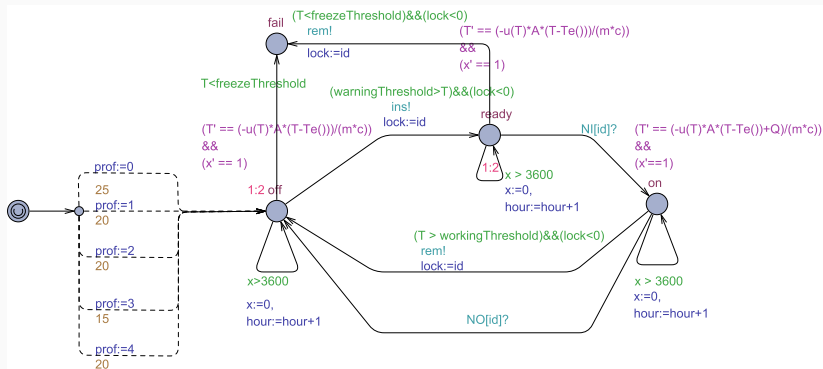 fail
(T<freezeThreshold)&&(lock<0)
rem!
lock:=id
(T' == (-u(T)*A*(T-Te()))/(m*c))
&&
(x' == 1)
T<freezeThreshold
(warningThreshold>T)&&(lock<0)
ins!
lock:=id
ready
(T' == (-u(T)*A*(T-Te()))/(m*c))
&&
(x' == 1)
NI[id]?
(T' == (-u(T)*A*(T-Te())+Q)/(m*c))
&&
(x'==1)
1:2
x > 3600
x:=0,
hour:=hour+1
on
prof:=0
25
prof:=1
20
prof:=2
20
prof:=3
15
prof:=4
20
1:2 off
x>3600
x:=0,
hour:=hour+1
(T > workingThreshold)&&(lock<0)
rem!
lock:=id
NO[id]?
x > 3600
x:=0,
hour:=hour+1